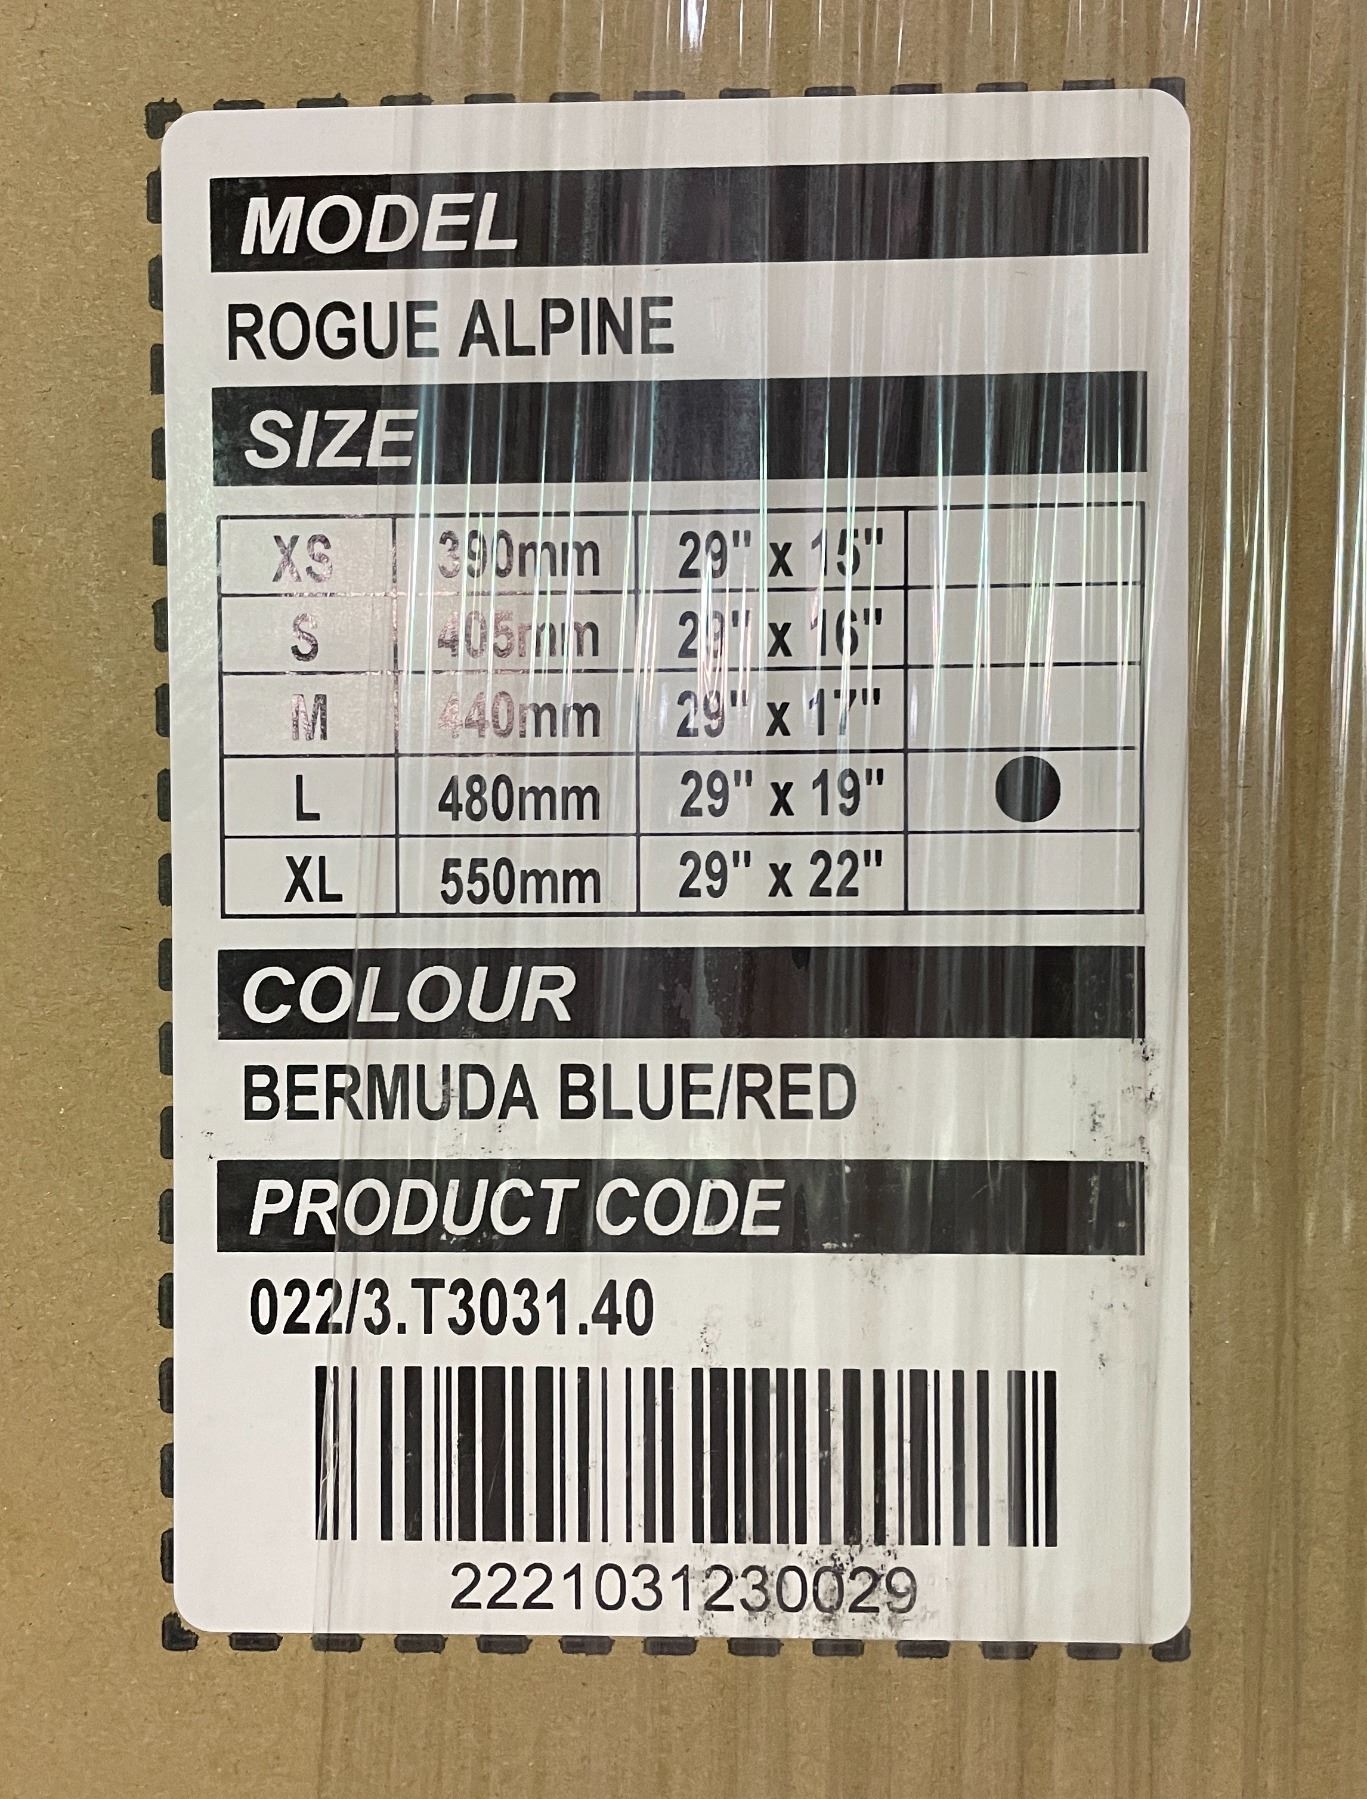 MODEL
ROGUE ALPINE
SIZE
XS 390mm 29" x 15"
S 405mm 29" x 16"
M 440mm 29" x 17"
L 480mm 29" x 19" ●
XL 550mm 29" x 22"
COLOUR
BERMUDA BLUE/RED
PRODUCT CODE
022/3.T3031.40
2221031230029